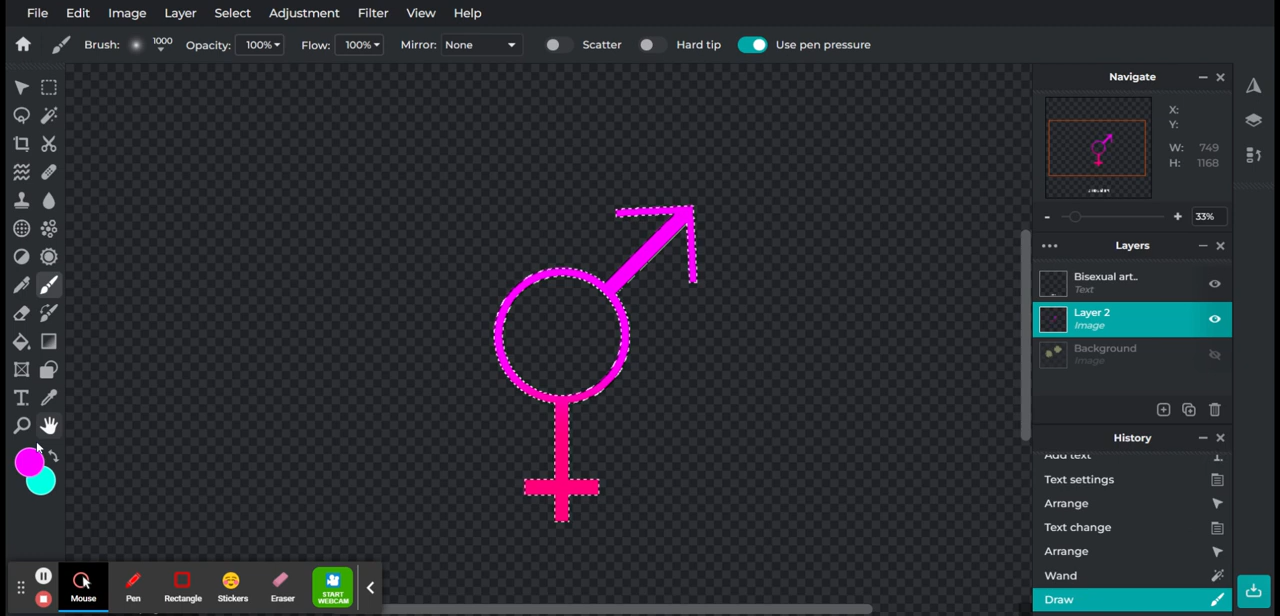 File Edit Image Layer Select Adjustment Filter View Help
Brush: 1000 Opacity: 100% Flow: 100% Mirror: None Scatter Hard tip Use pen pressure
Navigate
X:
Y:
W: 749
H: 1168
- + 33%
Layers
Bisexual art..
Text
Layer 2
Image
Background
Image
History
Add text
Text settings
Arrange
Text change
Arrange
Wand
Draw
Mouse Pen Rectangle Stickers Eraser START
WEBCAM